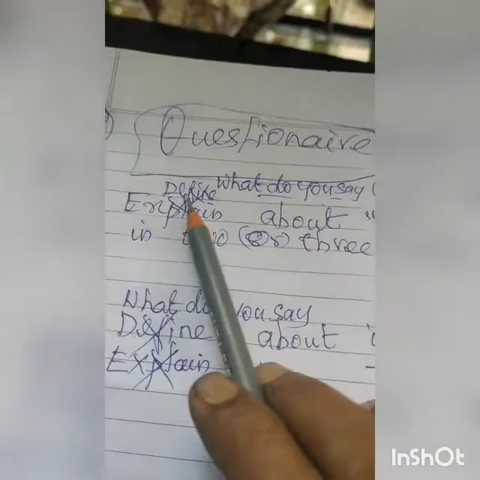 Questionaire
Define What do you say (
Explain about "
in two (or) three
What do you say
Define about "
Explain
InShOt